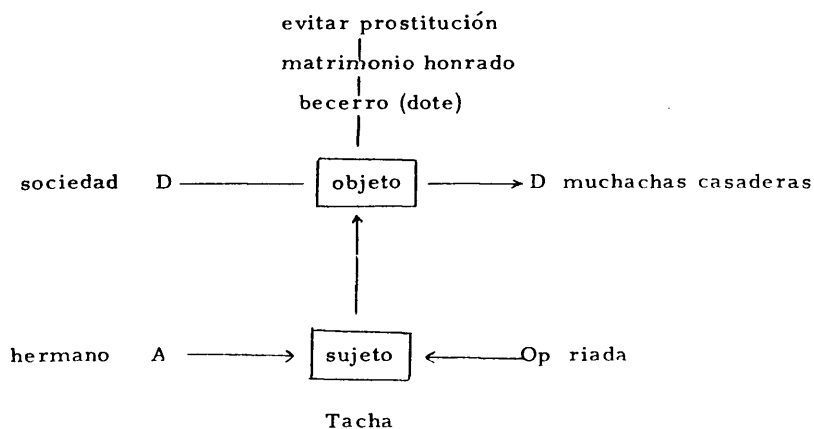 evitar prostitución
matrimonio honrado
becerro (dote)
sociedad D objeto D muchachas casaderas
hermano A sujeto Op riada
Tacha